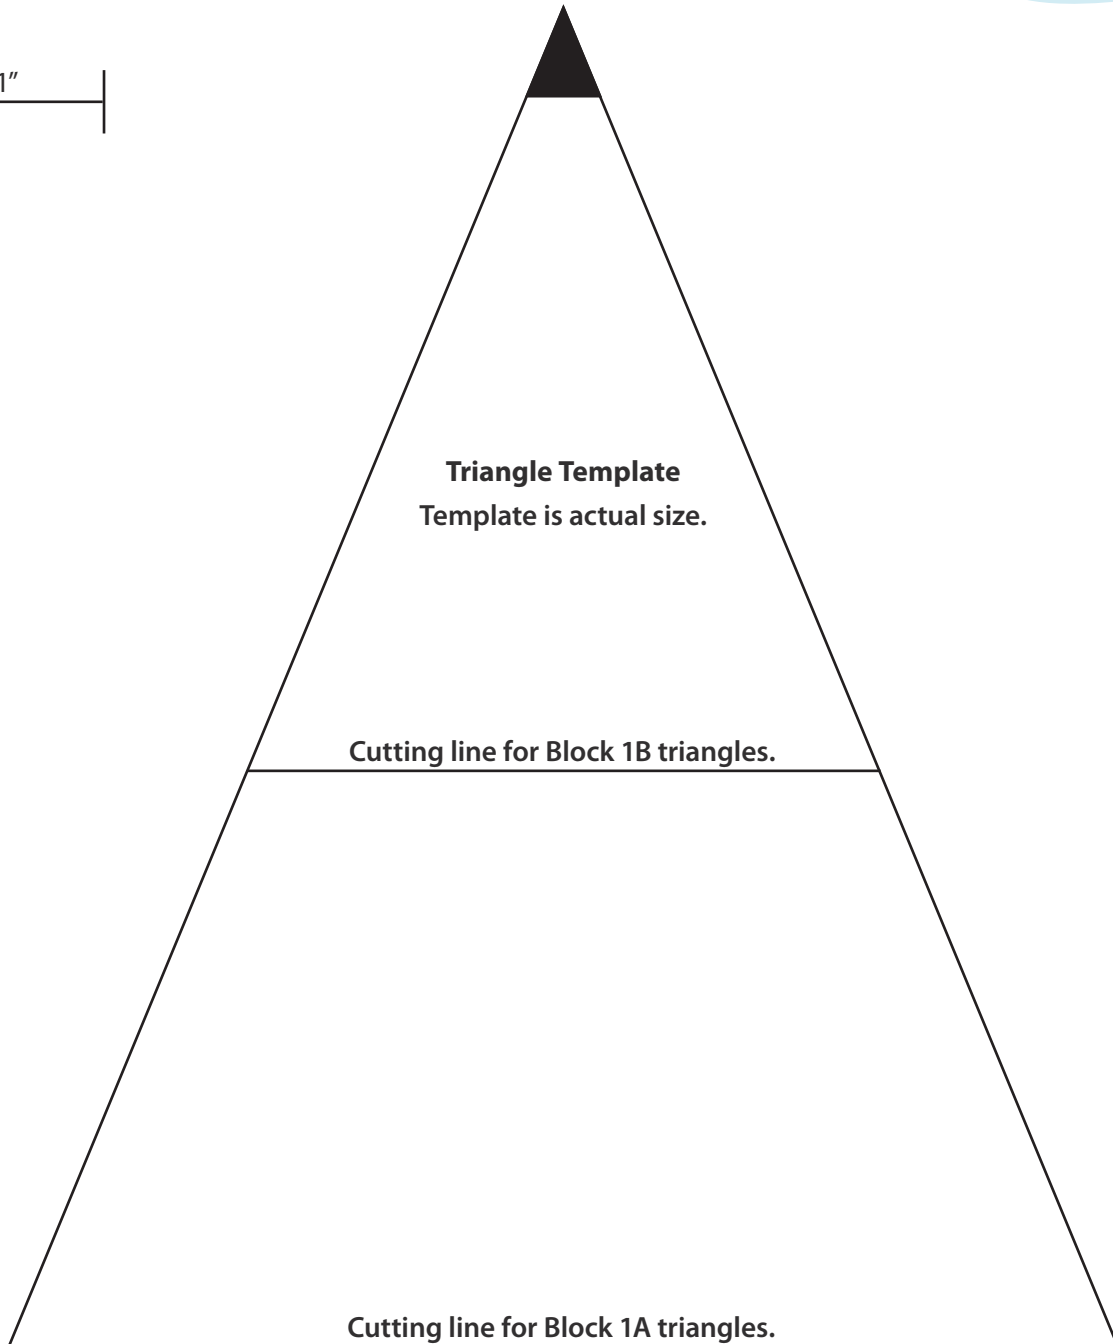 1”
Triangle Template
Template is actual size.
Cutting line for Block 1B triangles.
Cutting line for Block 1A triangles.